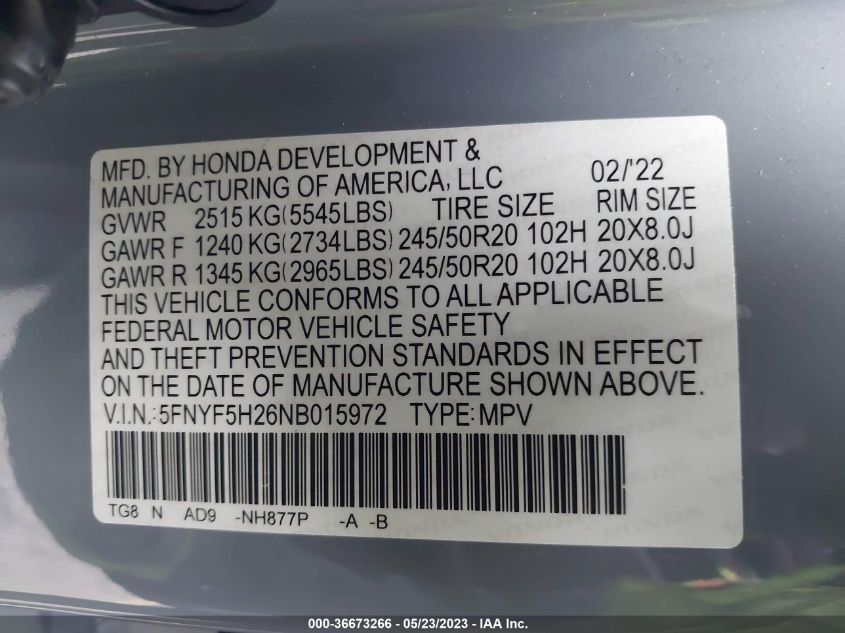 MFD. BY HONDA DEVELOPMENT &
MANUFACTURING OF AMERICA, LLC 02/'22
GVWR 2515 KG(5545LBS) TIRE SIZE RIM SIZE
GAWR F 1240 KG(2734LBS) 245/50R20 102H 20X8.0J
GAWR R 1345 KG(2965LBS) 245/50R20 102H 20X8.0J
THIS VEHICLE CONFORMS TO ALL APPLICABLE
FEDERAL MOTOR VEHICLE SAFETY
AND THEFT PREVENTION STANDARDS IN EFFECT
ON THE DATE OF MANUFACTURE SHOWN ABOVE.
V.I.N.:5FNYF5H26NB015972 TYPE:MPV
TG8 N AD9 -NH877P -A -B
000-36673266 - 05/23/2023 - IAA Inc.